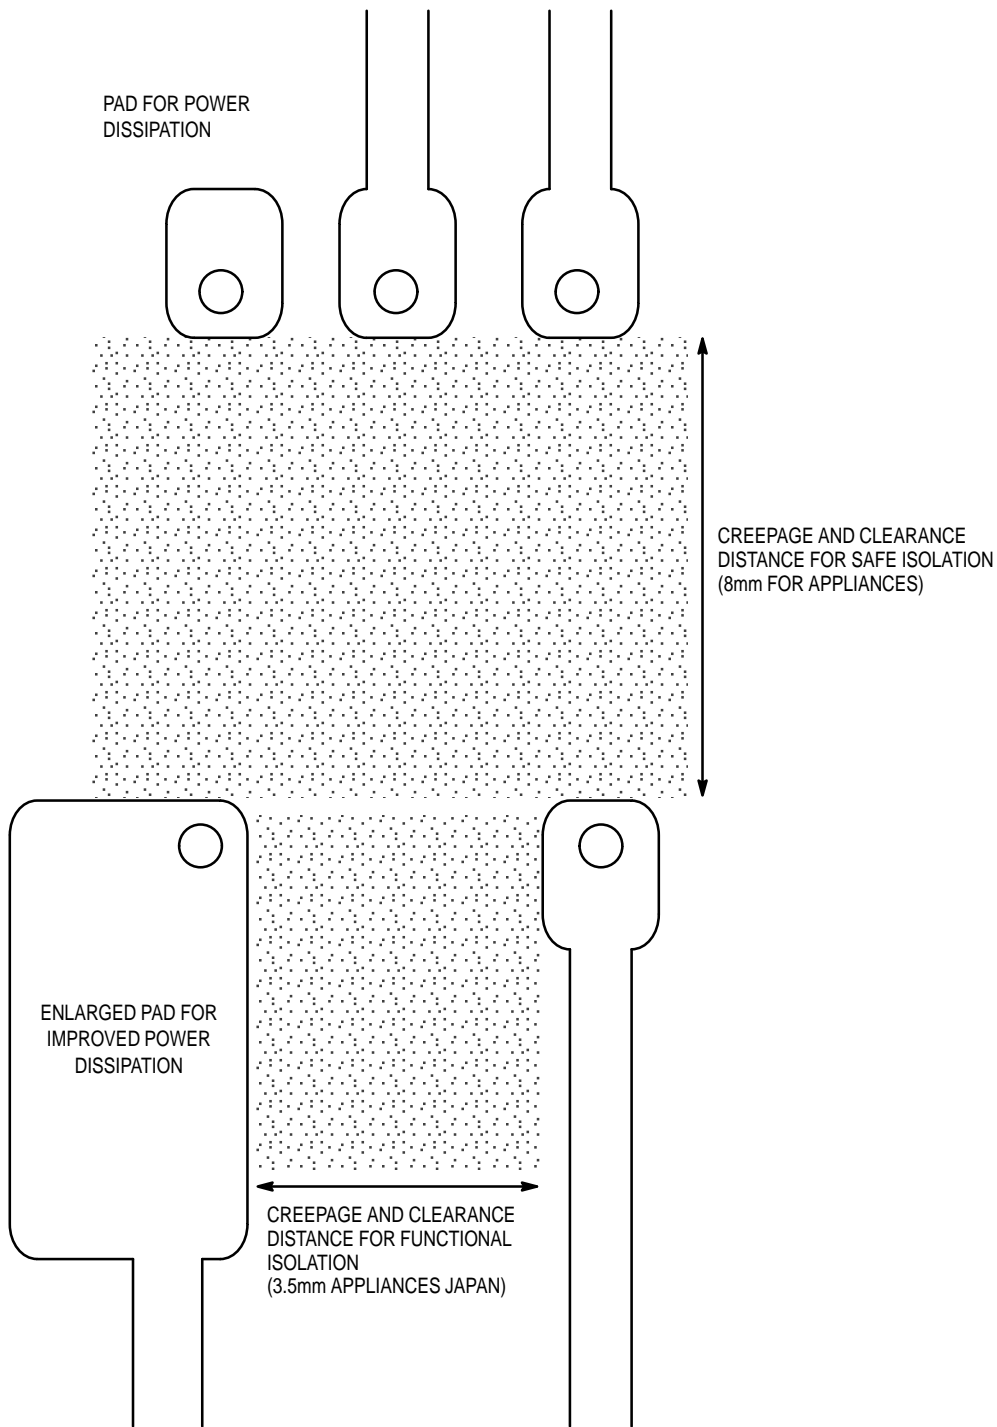 PAD FOR POWER
DISSIPATION
CREEPAGE AND CLEARANCE
DISTANCE FOR SAFE ISOLATION
(8mm FOR APPLIANCES)
ENLARGED PAD FOR
IMPROVED POWER
DISSIPATION
CREEPAGE AND CLEARANCE
DISTANCE FOR FUNCTIONAL
ISOLATION
(3.5mm APPLIANCES JAPAN)